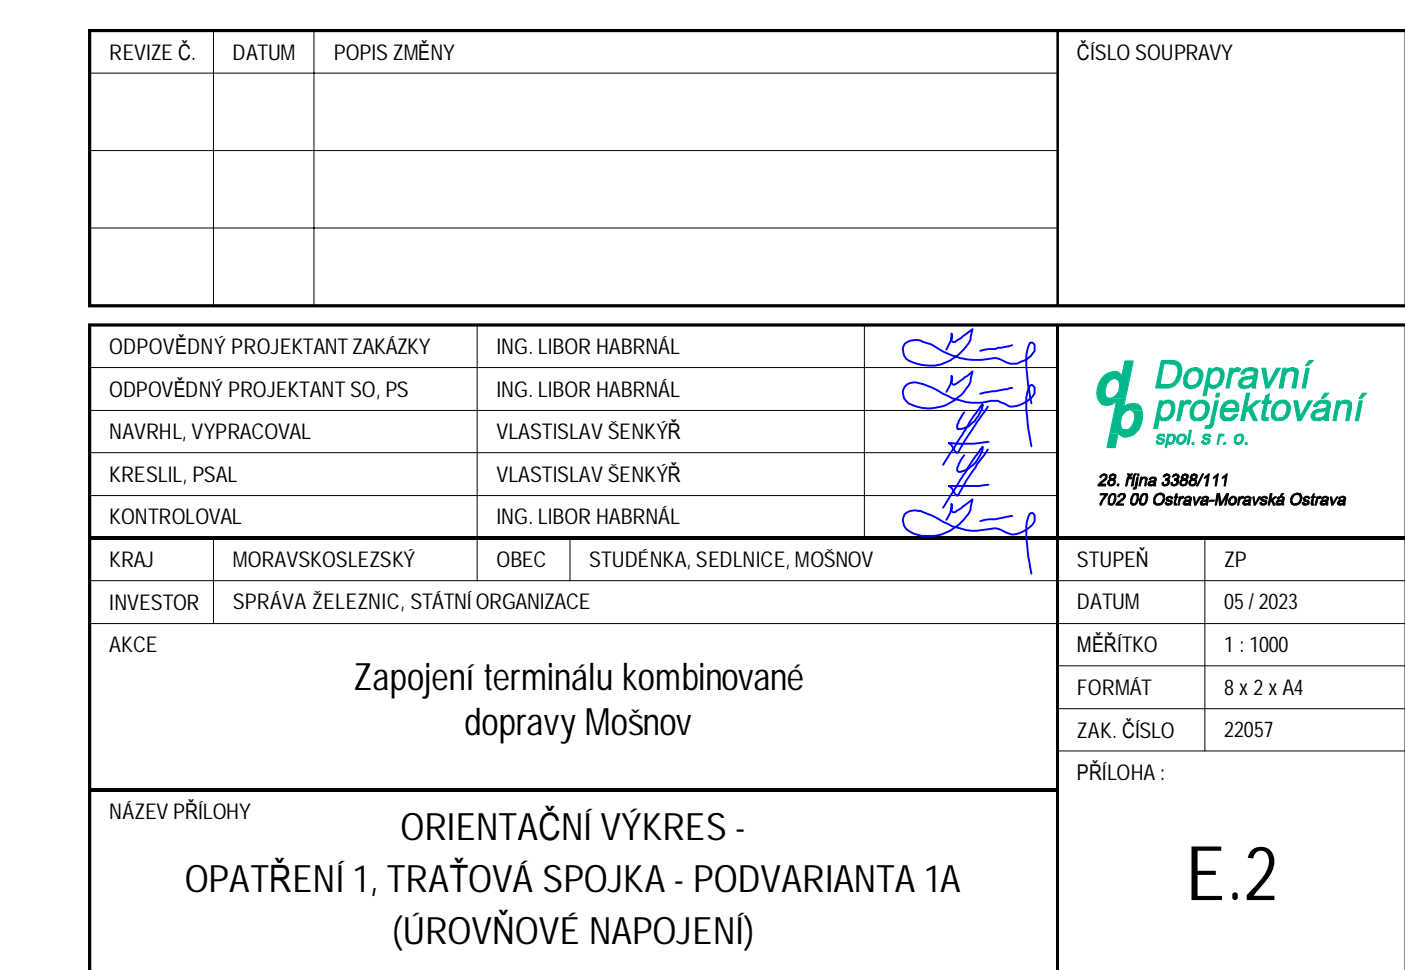 REVIZE Č. DATUM POPIS ZMĚNY ČÍSLO SOUPRAVY
ODPOVĚDNÝ PROJEKTANT ZAKÁZKY ING. LIBOR HABRNÁL
ODPOVĚDNÝ PROJEKTANT SO, PS ING. LIBOR HABRNÁL
NAVRHL, VYPRACOVAL VLASTISLAV ŠENKÝŘ
KRESLIL, PSAL VLASTISLAV ŠENKÝŘ
KONTROLOVAL ING. LIBOR HABRNÁL
dp Dopravní
projektování
spol. s r. o.
28. října 3388/111
702 00 Ostrava-Moravská Ostrava
KRAJ MORAVSKOSLEZSKÝ OBEC STUDÉNKA, SEDLNICE, MOŠNOV
INVESTOR SPRÁVA ŽELEZNIC, STÁTNÍ ORGANIZACE
AKCE
Zapojení terminálu kombinované
dopravy Mošnov
STUPEŇ ZP
DATUM 05 / 2023
MĚŘÍTKO 1 : 1000
FORMÁT 8 x 2 x A4
ZAK. ČÍSLO 22057
NÁZEV PŘÍLOHY
ORIENTAČNÍ VÝKRES -
OPATŘENÍ 1, TRAŤOVÁ SPOJKA - PODVARIANTA 1A
(ÚROVŇOVÉ NAPOJENÍ)
PŘÍLOHA :
E.2